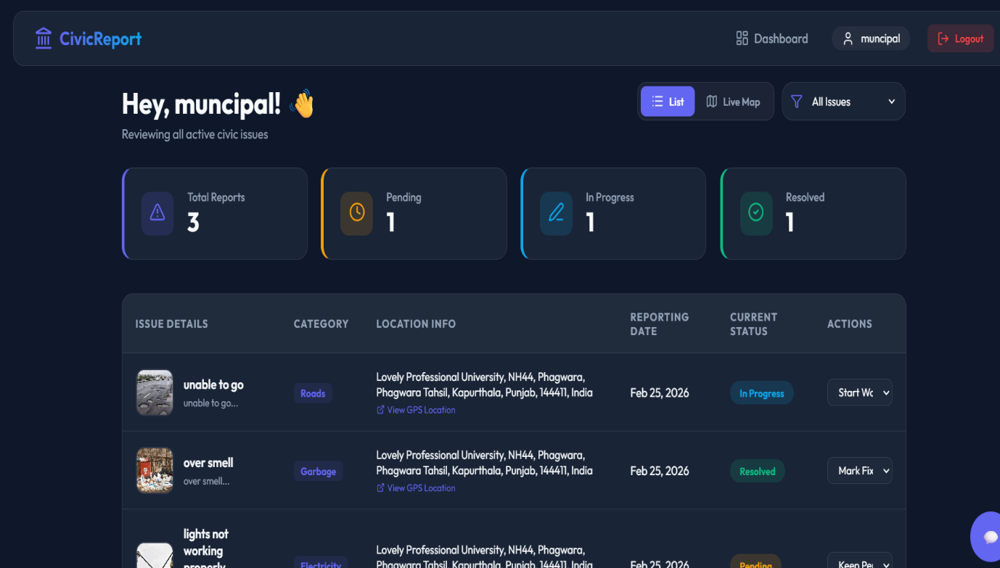 CivicReport
Dashboard
muncipal
Logout
Hey, muncipal! 👋
Reviewing all active civic issues
List
Live Map
All Issues
Total Reports
3
Pending
1
In Progress
1
Resolved
1
ISSUE DETAILS
CATEGORY
LOCATION INFO
REPORTING
DATE
CURRENT
STATUS
ACTIONS
unable to go
unable to go...
Roads
Lovely Professional University, NH44, Phagwara,
Phagwara Tahsil, Kapurthala, Punjab, 144411, India
View GPS Location
Feb 25, 2026
In Progress
Start Wo
over smell
over smell...
Garbage
Lovely Professional University, NH44, Phagwara,
Phagwara Tahsil, Kapurthala, Punjab, 144411, India
View GPS Location
Feb 25, 2026
Resolved
Mark Fix
lights not
working
properly
Electricity
Lovely Professional University, NH44, Phagwara,
Phagwara Tahsil, Kapurthala, Punjab, 144411, India
Feb 25, 2026
Pending
Keep Pe